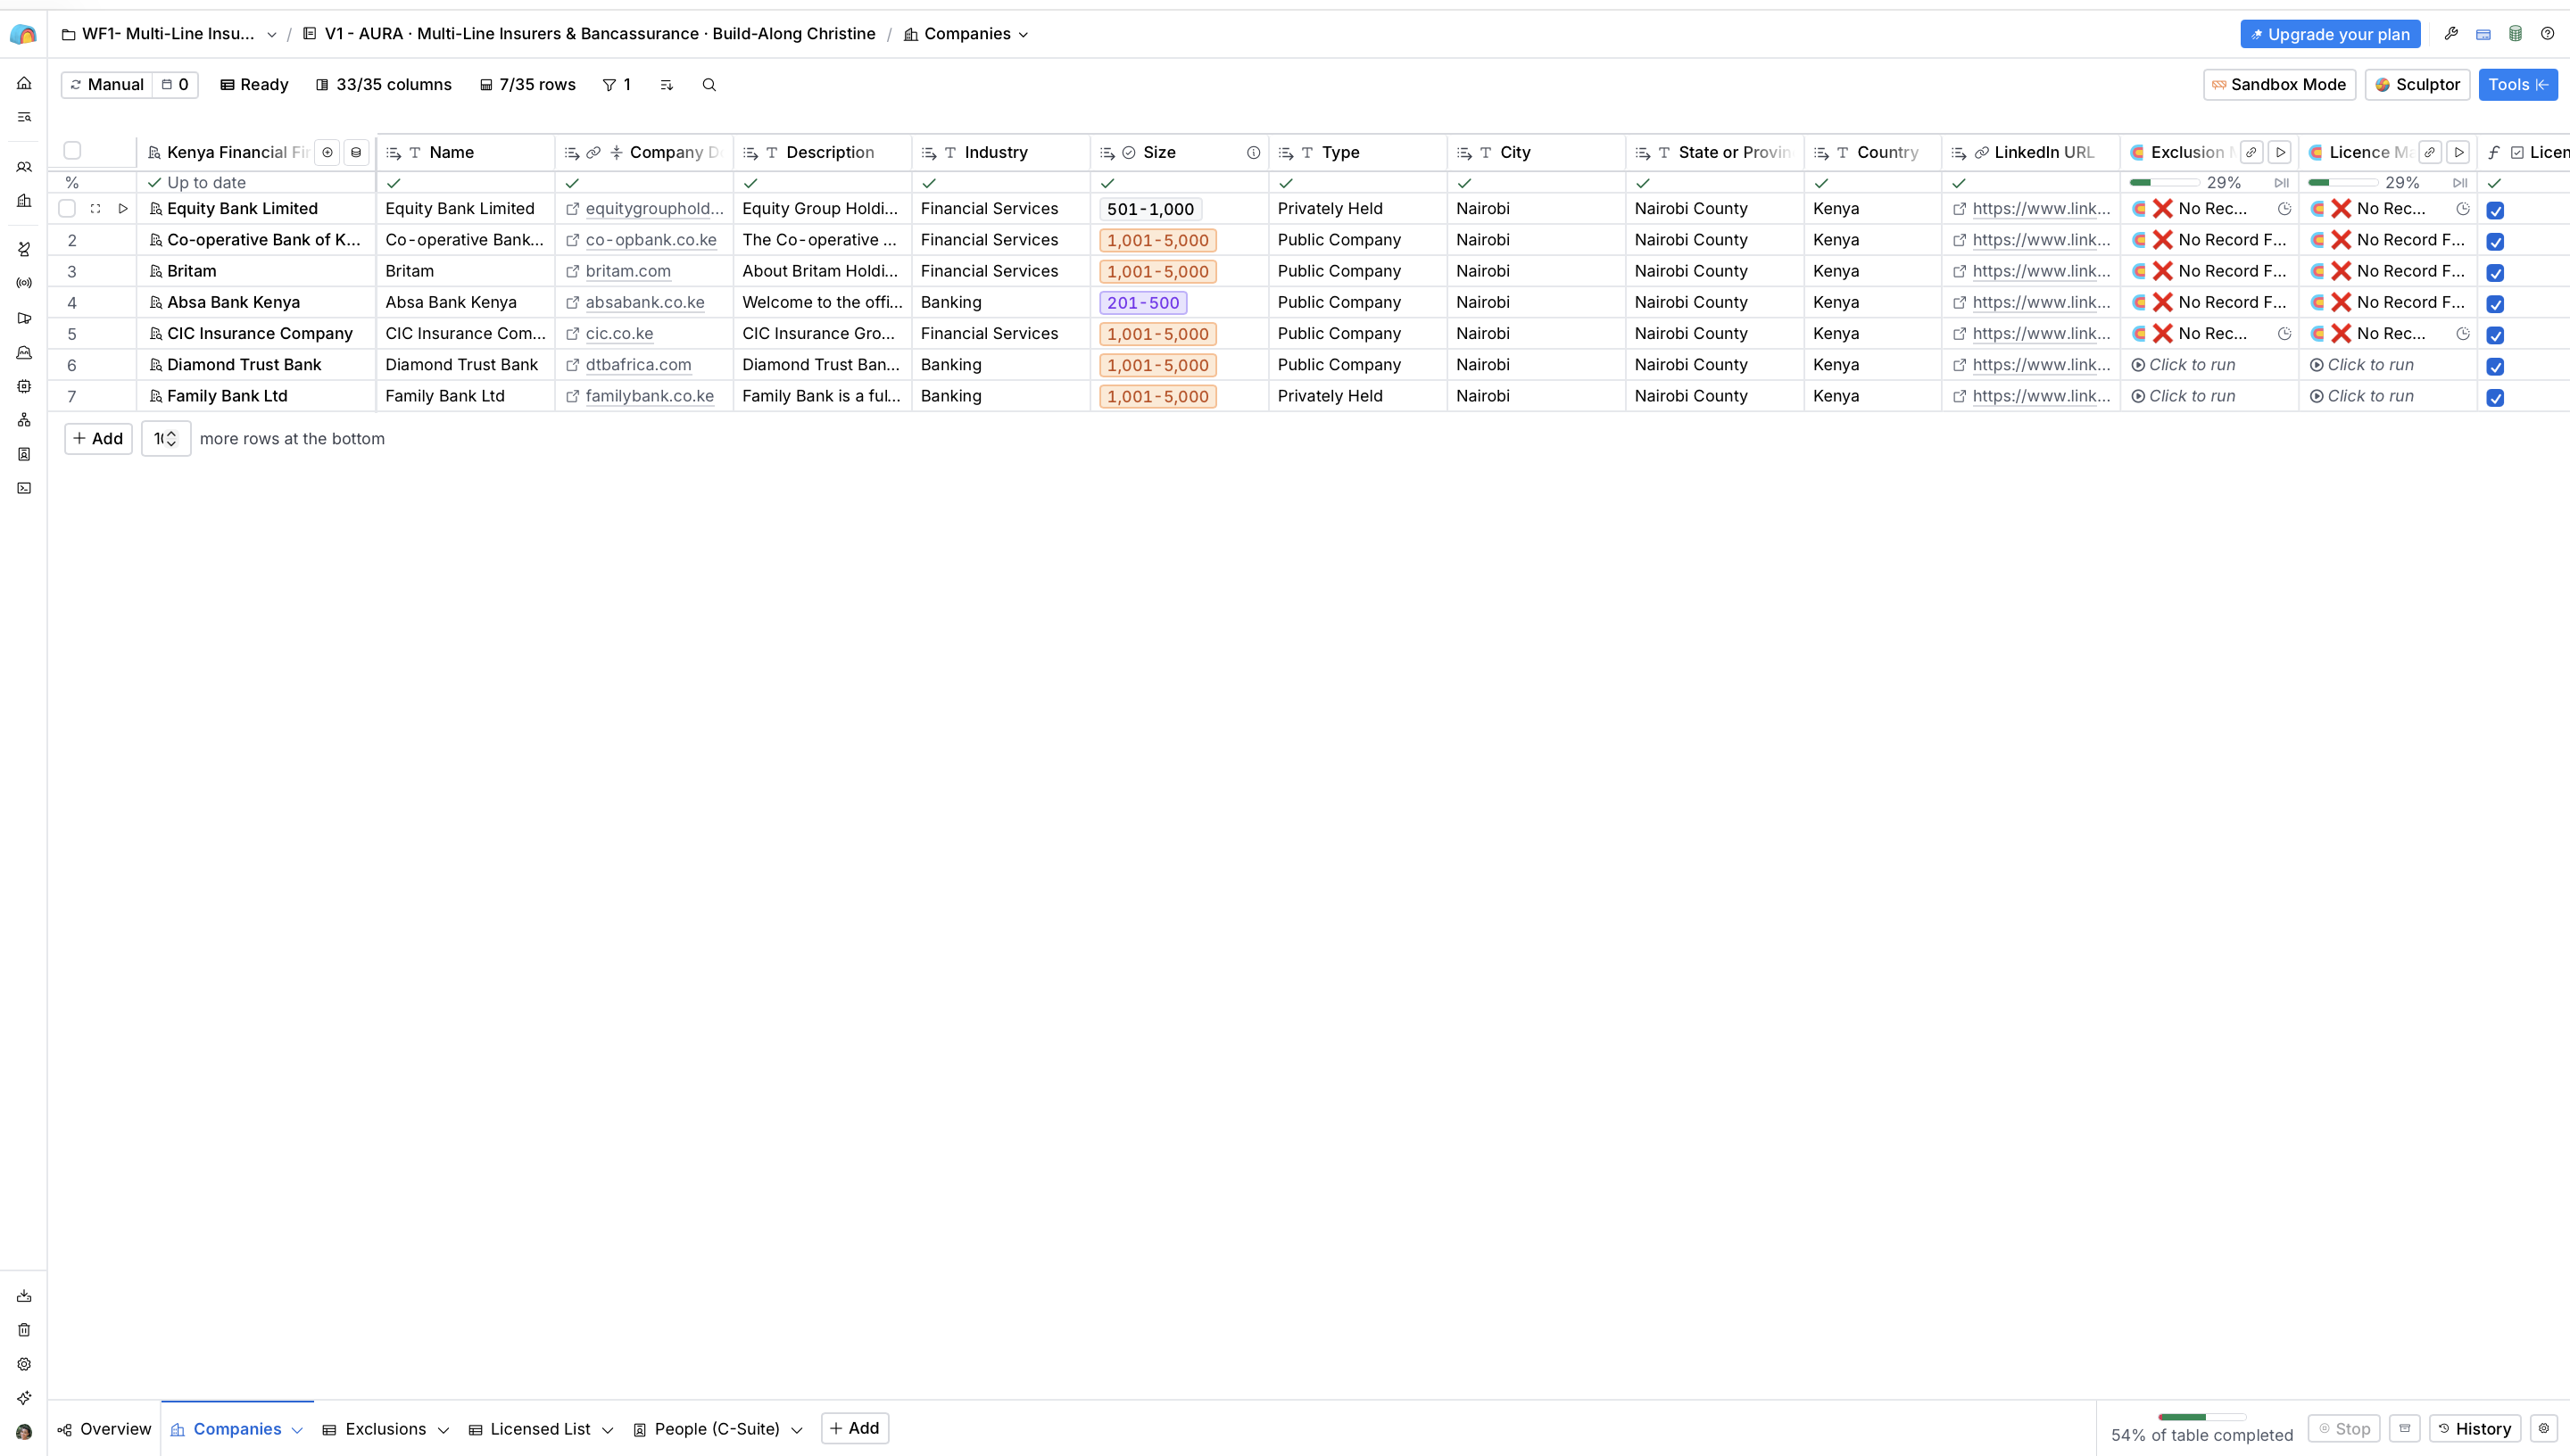 WF1- Multi-Line Insu... / V1 - AURA · Multi-Line Insurers & Bancassurance · Build-Along Christine / Companies Upgrade your plan
Manual 0 Ready 33/35 columns 7/35 rows 1 Sandbox Mode Sculptor Tools
Kenya Financial Fir Name Company D Description Industry Size Type City State or Provin Country LinkedIn URL Exclusion M Licence Ma Licen
% Up to date 29% 29%
Equity Bank Limited Equity Bank Limited equitygrouphold... Equity Group Holdi... Financial Services 501-1,000 Privately Held Nairobi Nairobi County Kenya https://www.link... ❌ No Rec... ❌ No Rec...
2 Co-operative Bank of K... Co-operative Bank... co-opbank.co.ke The Co-operative ... Financial Services 1,001-5,000 Public Company Nairobi Nairobi County Kenya https://www.link... ❌ No Record F... ❌ No Record F...
3 Britam Britam britam.com About Britam Holdi... Financial Services 1,001-5,000 Public Company Nairobi Nairobi County Kenya https://www.link... ❌ No Record F... ❌ No Record F...
4 Absa Bank Kenya Absa Bank Kenya absabank.co.ke Welcome to the offi... Banking 201-500 Public Company Nairobi Nairobi County Kenya https://www.link... ❌ No Record F... ❌ No Record F...
5 CIC Insurance Company CIC Insurance Com... cic.co.ke CIC Insurance Gro... Financial Services 1,001-5,000 Public Company Nairobi Nairobi County Kenya https://www.link... ❌ No Rec... ❌ No Rec...
6 Diamond Trust Bank Diamond Trust Bank dtbafrica.com Diamond Trust Ban... Banking 1,001-5,000 Public Company Nairobi Nairobi County Kenya https://www.link... Click to run Click to run
7 Family Bank Ltd Family Bank Ltd familybank.co.ke Family Bank is a ful... Banking 1,001-5,000 Privately Held Nairobi Nairobi County Kenya https://www.link... Click to run Click to run
+ Add more rows at the bottom
Overview Companies Exclusions Licensed List People (C-Suite) + Add 54% of table completed Stop History